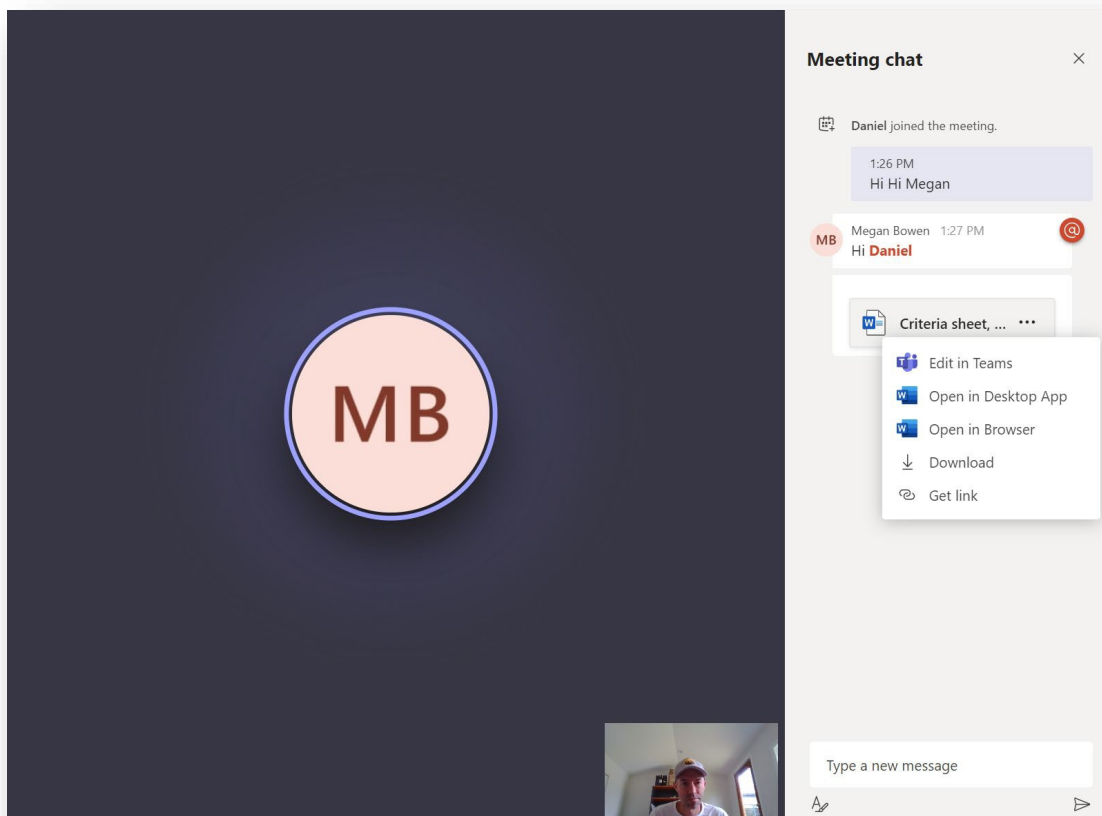 MB
Meeting chat
Daniel joined the meeting.
1:26 PM
Hi Hi Megan
MB
Megan Bowen 1:27 PM
@
Hi Daniel
W
Criteria sheet, ...
Edit in Teams
W
Open in Desktop App
W
Open in Browser
Download
Get link
Type a new message